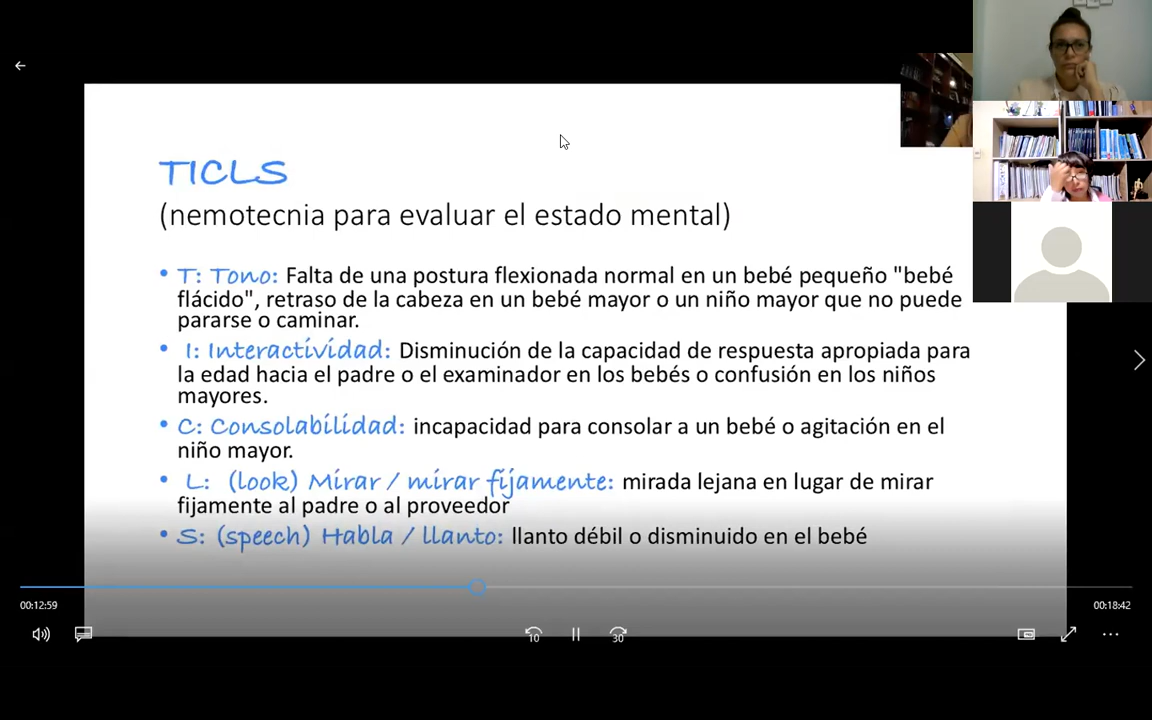 TICLS
(nemotecnia para evaluar el estado mental)
• T: Tono: Falta de una postura flexionada normal en un bebé pequeño "bebé
flácido", retraso de la cabeza en un bebé mayor o un niño mayor que no puede
pararse o caminar.
• I: Interactividad: Disminución de la capacidad de respuesta apropiada para
la edad hacia el padre o el examinador en los bebés o confusión en los niños
mayores.
• C: Consolabilidad: incapacidad para consolar a un bebé o agitación en el
niño mayor.
• L: (look) Mirar / mirar fijamente: mirada lejana en lugar de mirar
fijamente al padre o al proveedor
• S: (speech) Habla / llanto: llanto débil o disminuido en el bebé
00:12:59
00:18:42
10
30